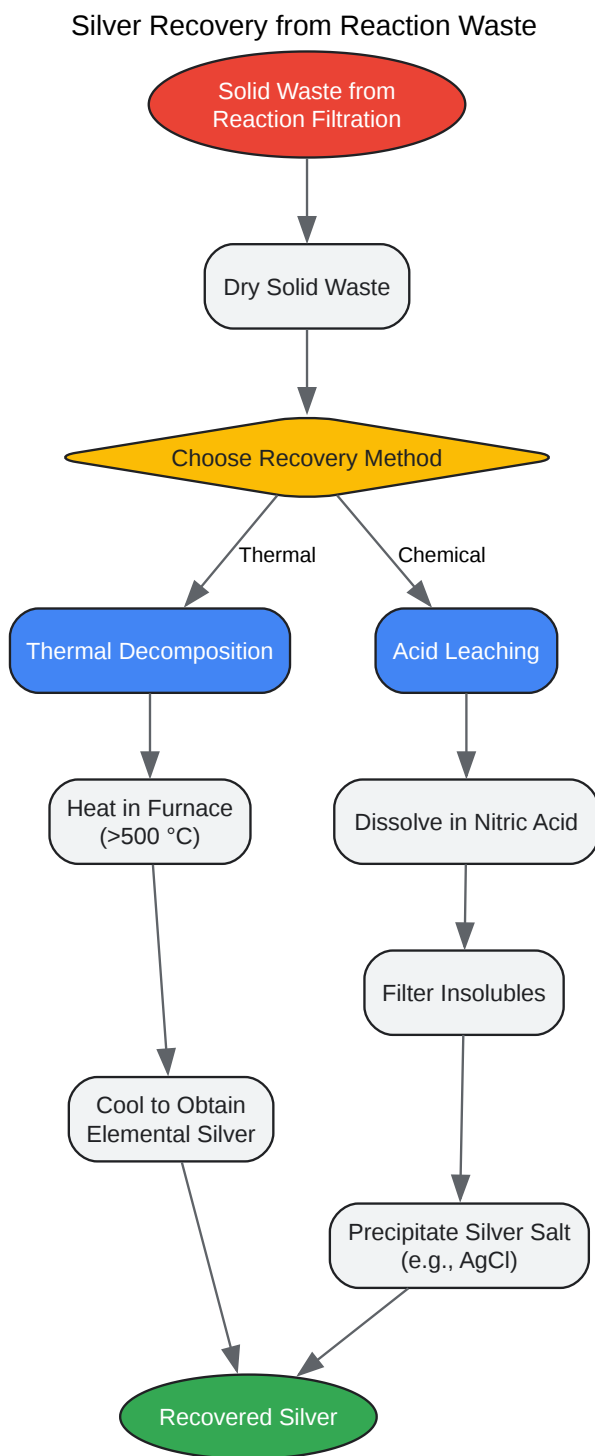 Silver Recovery from Reaction Waste
Solid Waste from
Reaction Filtration
Dry Solid Waste
Choose Recovery Method
Thermal
Chemical
Thermal Decomposition
Acid Leaching
Heat in Furnace
(>500 °C)
Dissolve in Nitric Acid
Filter Insolubles
Cool to Obtain
Elemental Silver
Precipitate Silver Salt
(e.g., AgCl)
Recovered Silver